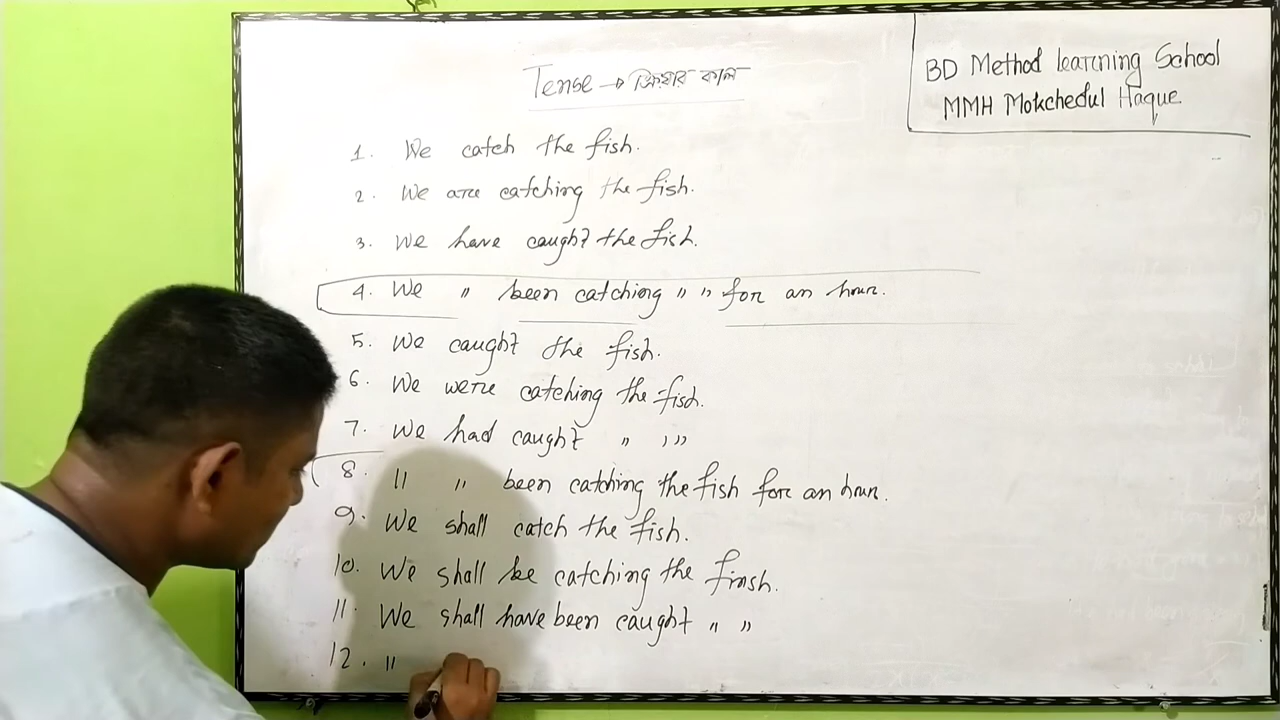 BD Method learning School
MMH Mokchedul Haque
Tense → ক্রিয়ার কাল
1. We catch the fish.
2. We are catching the fish.
3. We have caught the fish.
4. We " been catching " " for an hour.
5. We caught the fish.
6. We were catching the fish.
7. We had caught " "
8. " " been catching the fish for an hour.
9. We shall catch the fish.
10. We shall be catching the finsh.
11. We shall have been caught " "
12. "